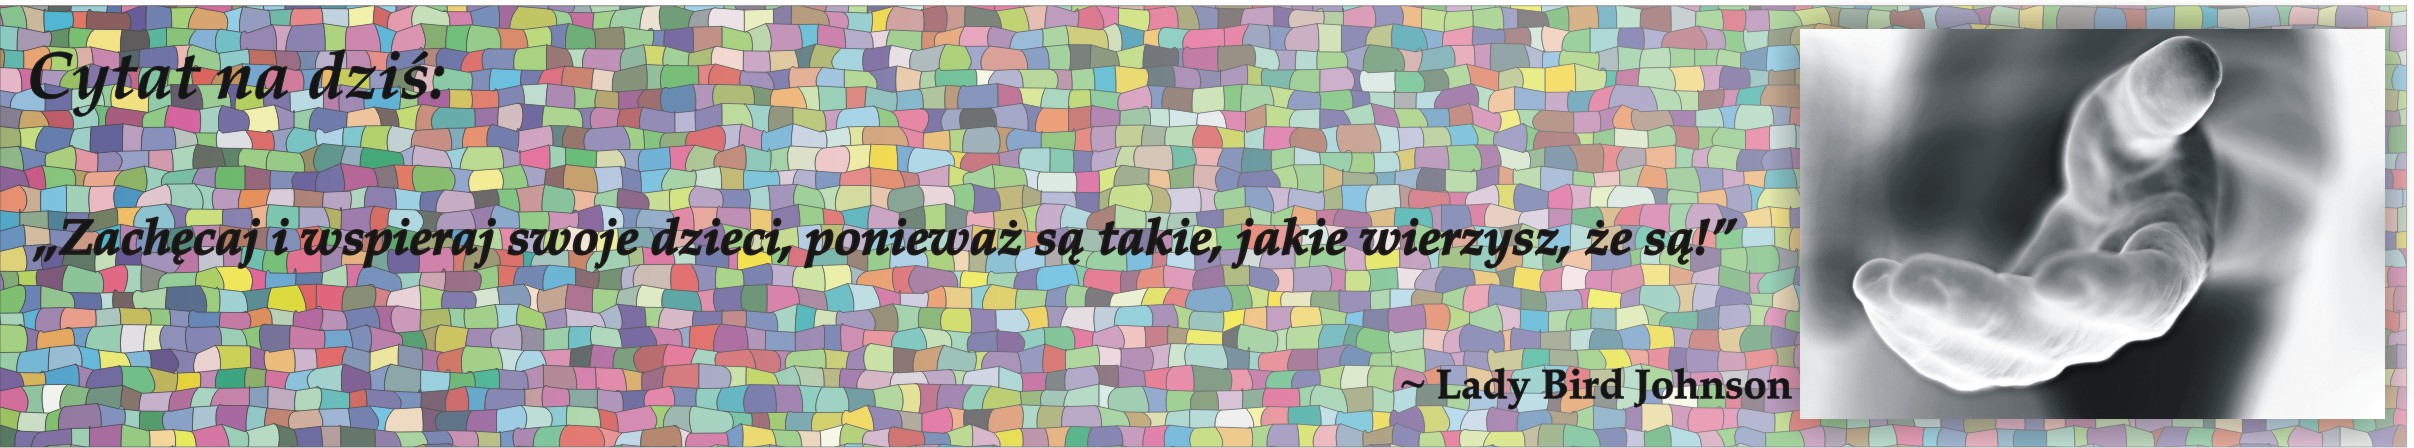 Cytat na dziś:
„Zachęcaj i wspieraj swoje dzieci, ponieważ są takie, jakie wierzysz, że są!”
~ Lady Bird Johnson